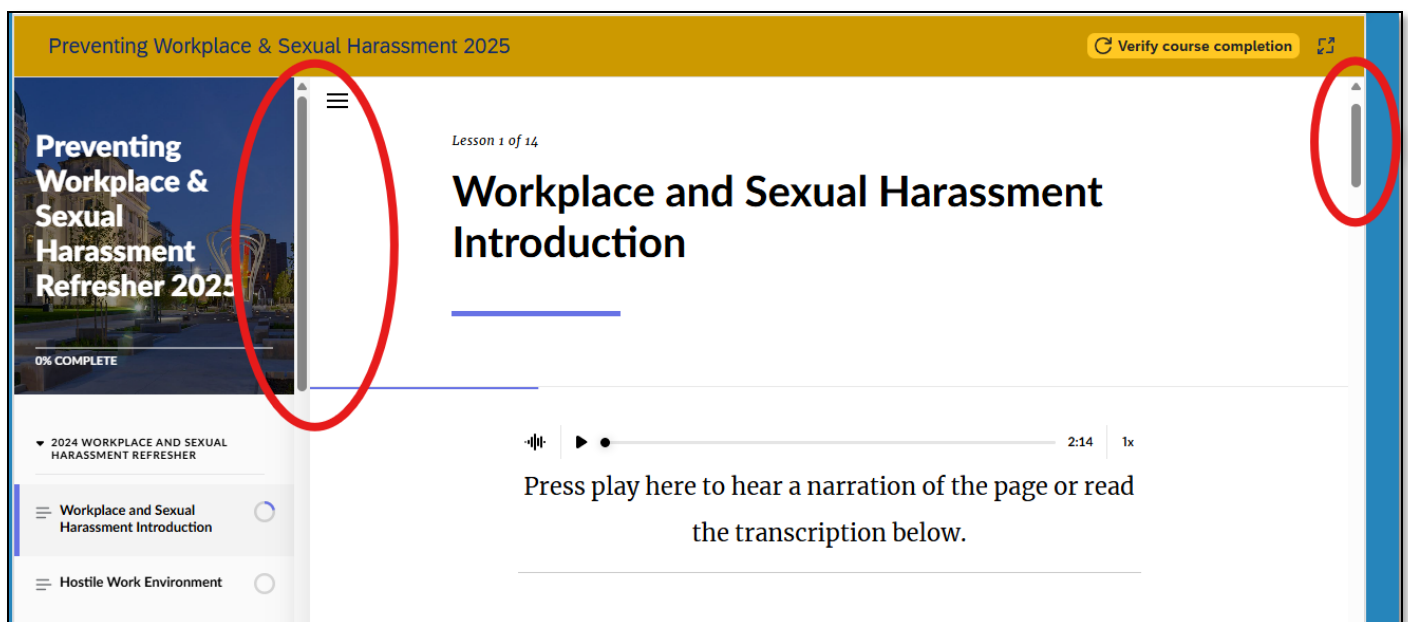 Preventing Workplace & Sexual Harassment 2025
Verify course completion
Preventing
Workplace &
Sexual
Harassment
Refresher 2025
0% COMPLETE
2024 WORKPLACE AND SEXUAL
HARASSMENT REFRESHER
Workplace and Sexual
Harassment Introduction
Hostile Work Environment
Lesson 1 of 14
Workplace and Sexual Harassment
Introduction
2:14 1x
Press play here to hear a narration of the page or read
the transcription below.